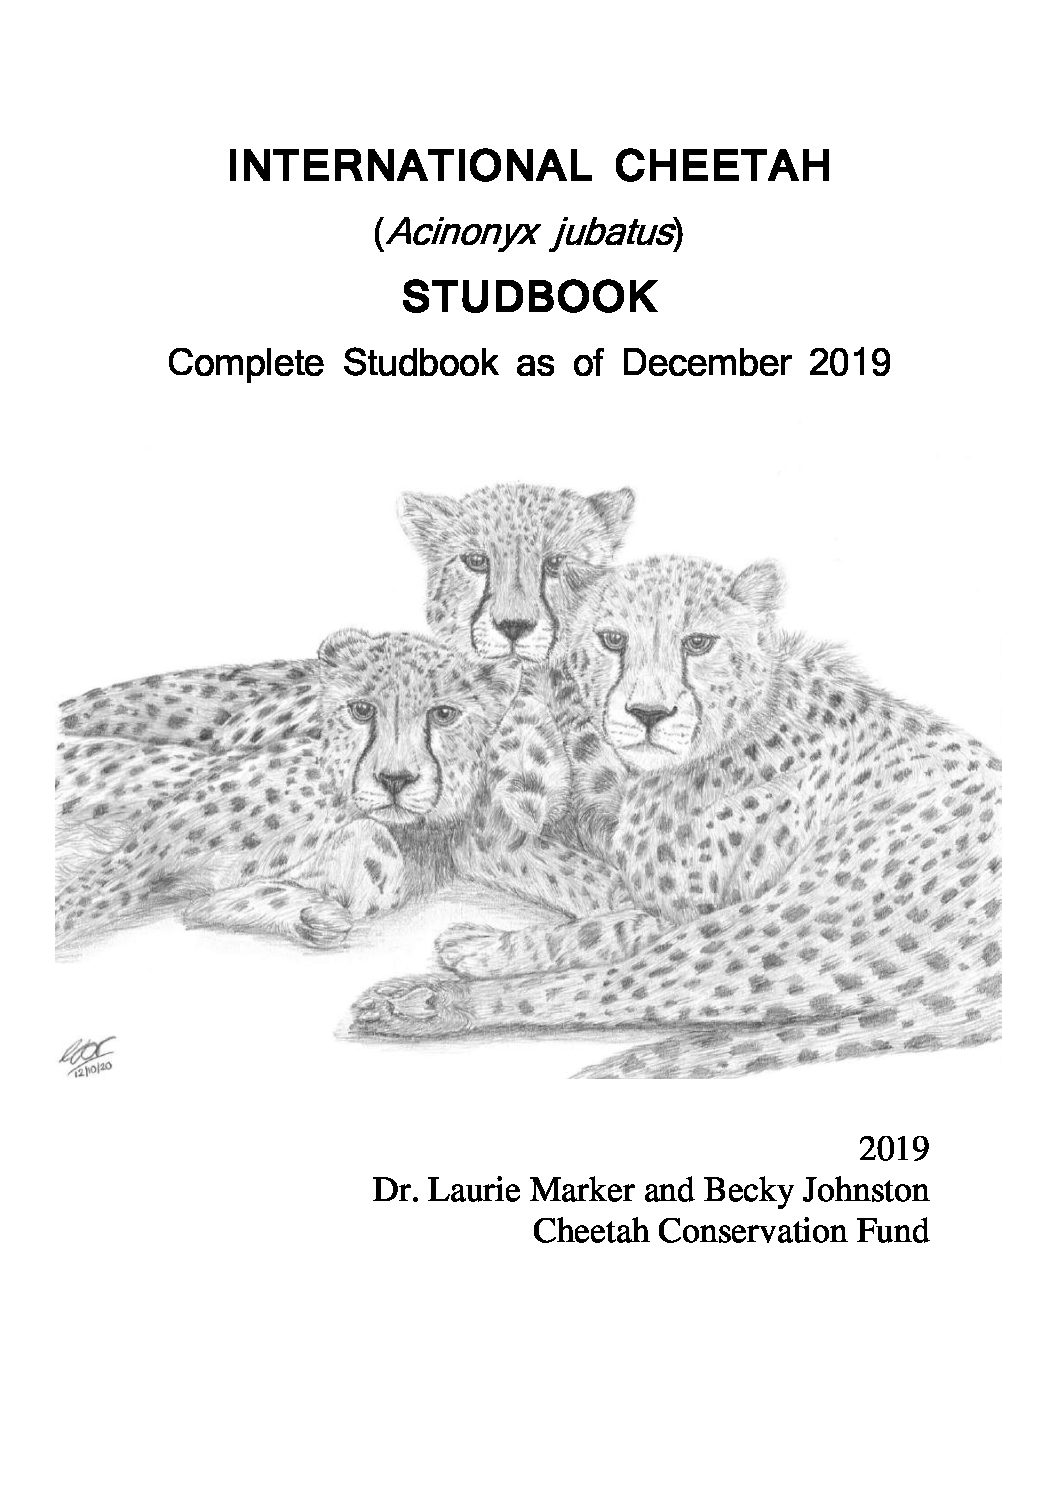 INTERNATIONAL CHEETAH
(Acinonyx jubatus)
STUDBOOK
Complete Studbook as of December 2019
12/10/20
2019
Dr. Laurie Marker and Becky Johnston
Cheetah Conservation Fund